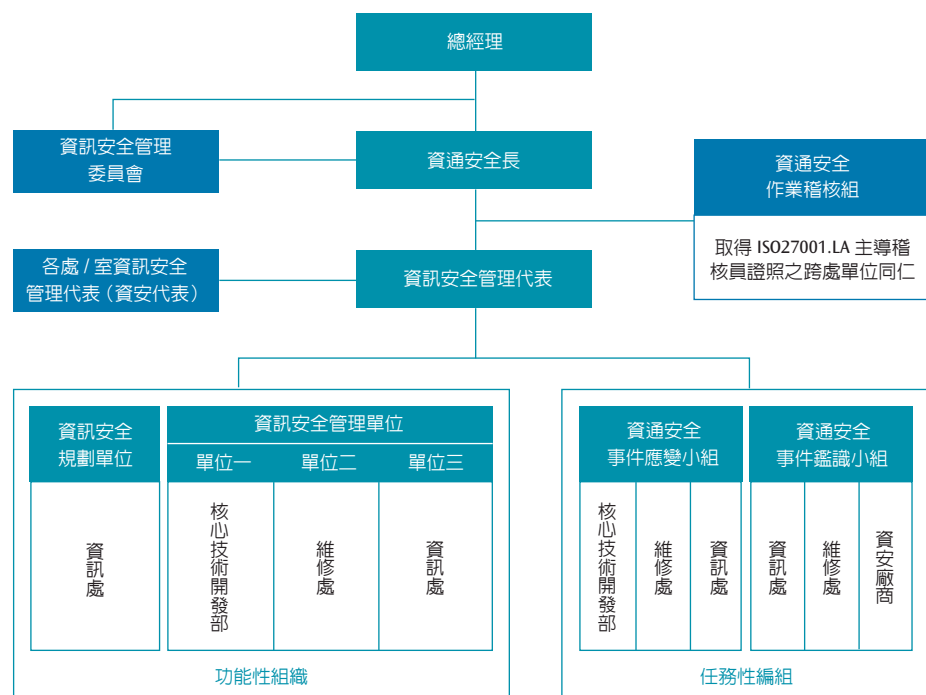 總經理
資訊安全管理
委員會
資通安全長
資通安全
作業稽核組
取得 ISO27001.LA 主導稽
核員證照之跨處單位同仁
各處 / 室資訊安全
管理代表（資安代表）
資訊安全管理代表
資訊安全
規劃單位
資訊處
資訊安全管理單位
單位一
單位二
單位三
核心技術開發部
維修處
資訊處
功能性組織
資通安全
事件應變小組
核心技術開發部
維修處
資訊處
資通安全
事件鑑識小組
資訊處
維修處
資安廠商
任務性編組